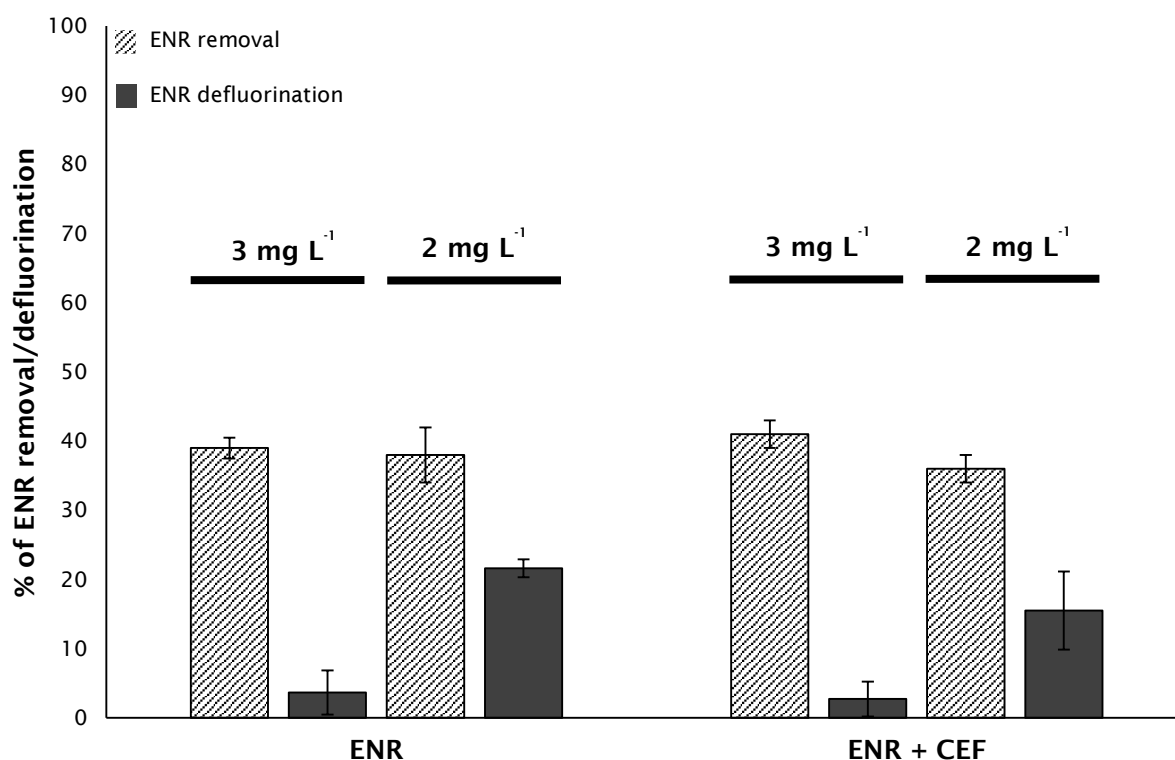 % of ENR removal/defluorination
100
90
80
70
60
50
40
30
20
10
0
ENR removal
ENR defluorination
3 mg L⁻¹
2 mg L⁻¹
3 mg L⁻¹
2 mg L⁻¹
ENR
ENR + CEF